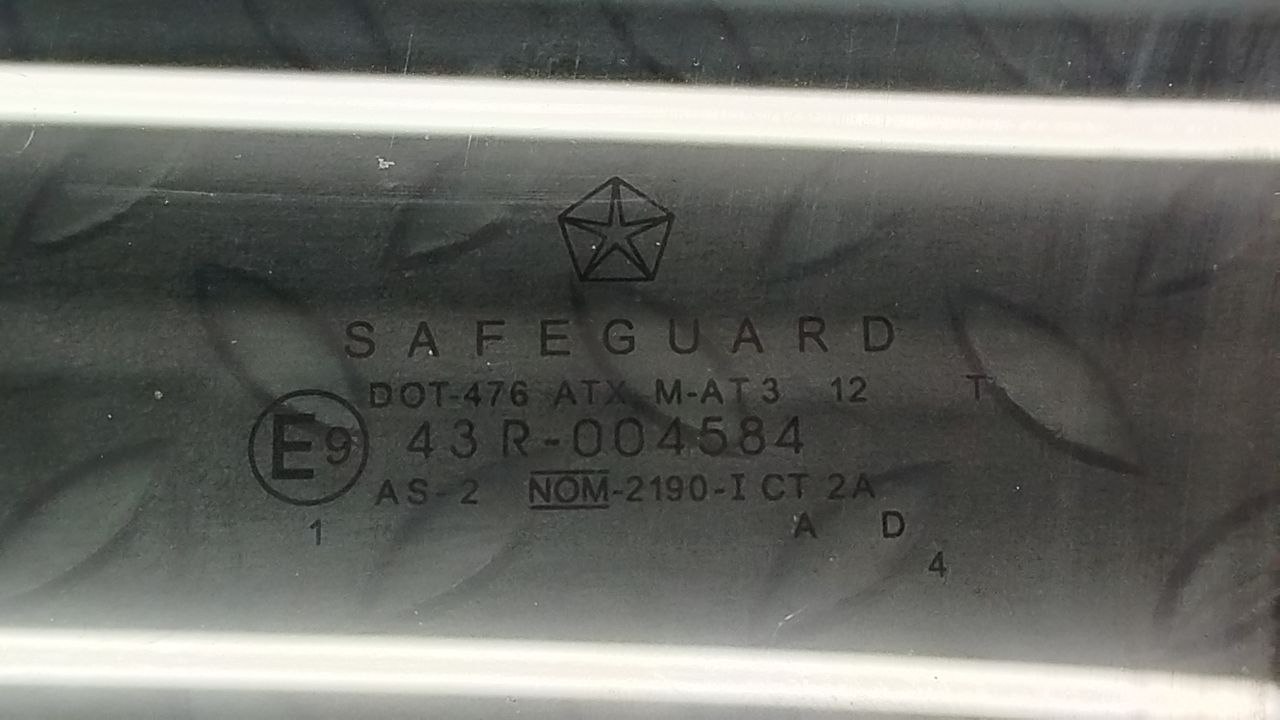 SAFEGUARD
DOT-476 ATX M-AT3 12 T
E9 43R-004584
AS-2 NOM-2190-I CT 2A
1 A D
4